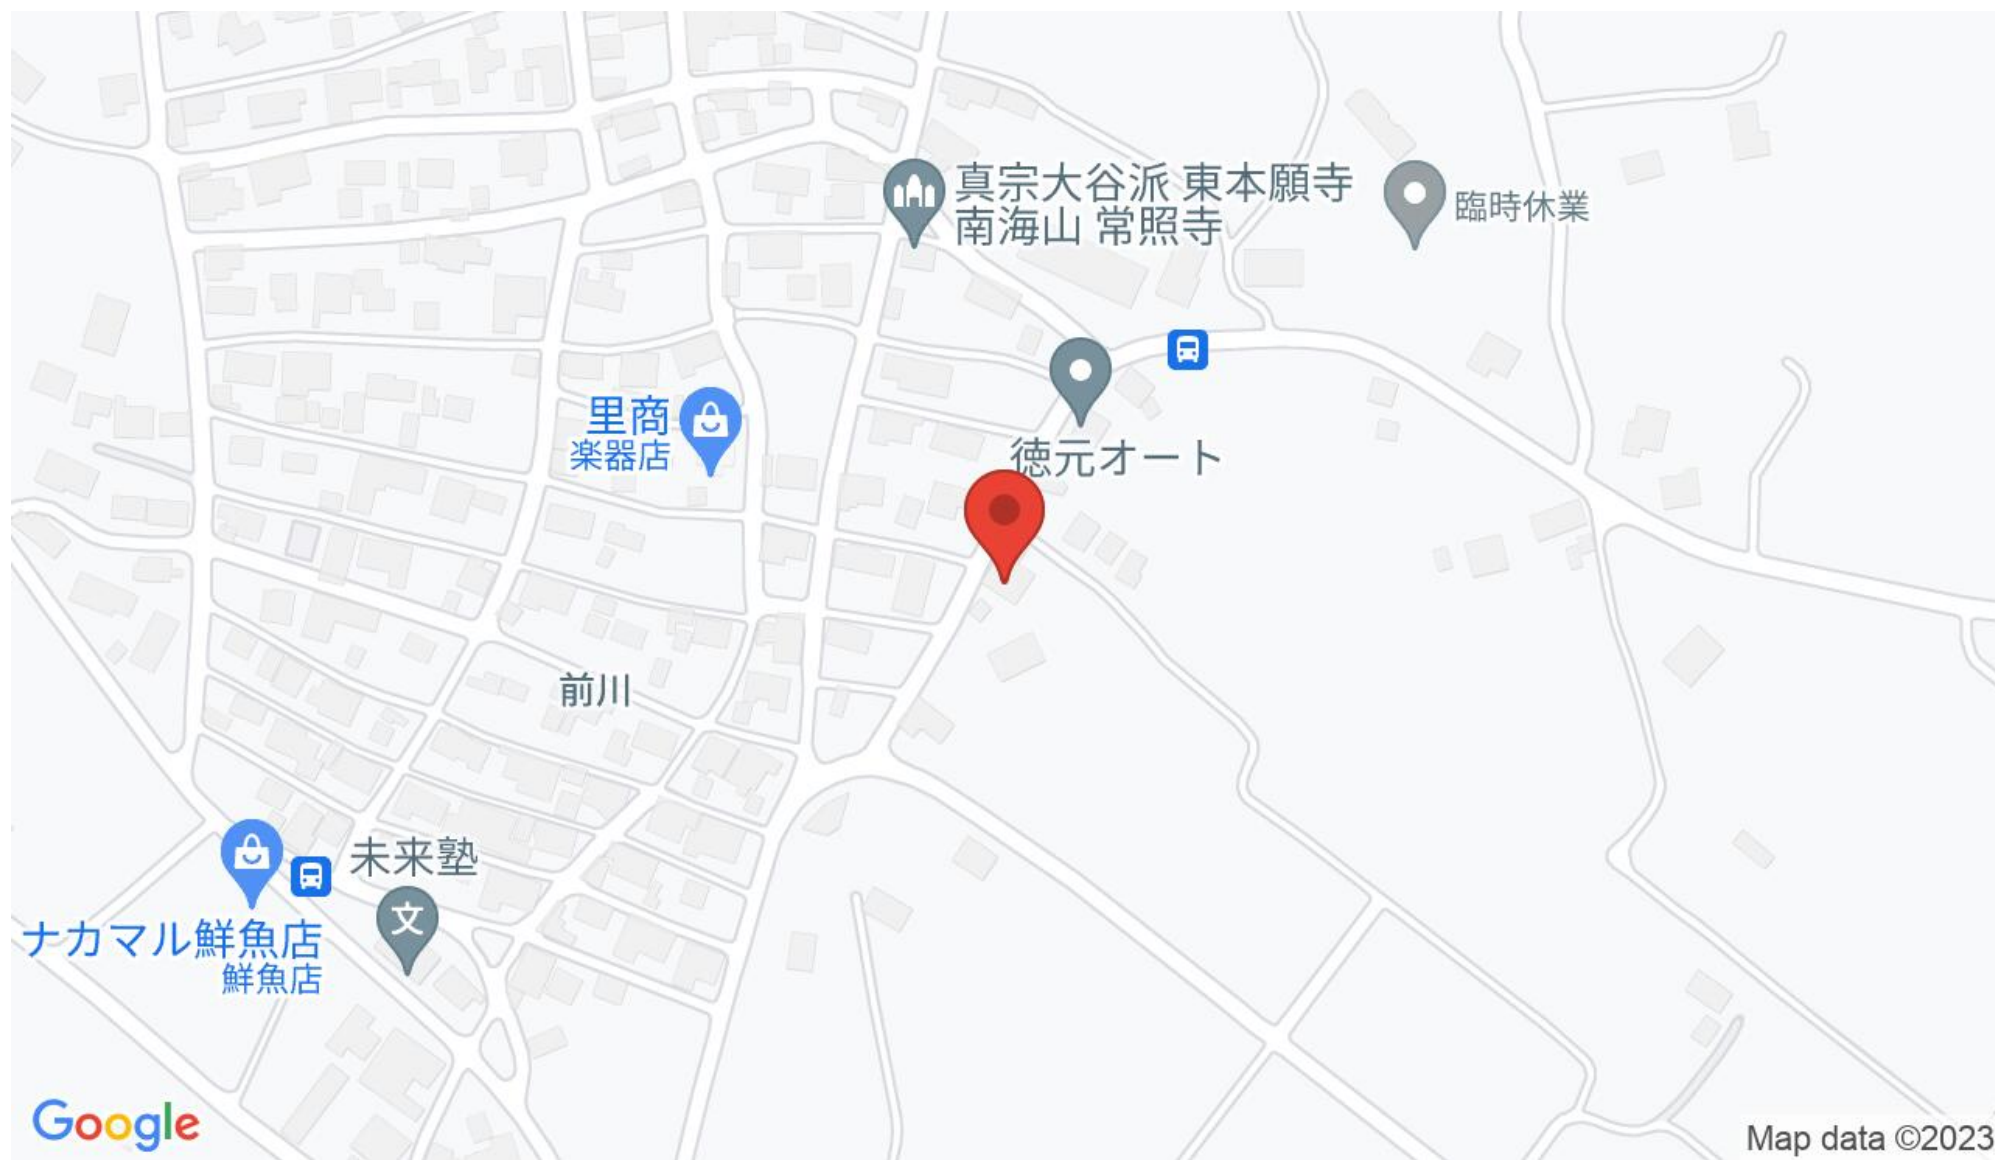 真宗大谷派 東本願寺
南海山 常照寺
臨時休業
里商
楽器店
徳元オート
前川
未来塾
文
ナカマル鮮魚店
鮮魚店
Google
Map data ©2023